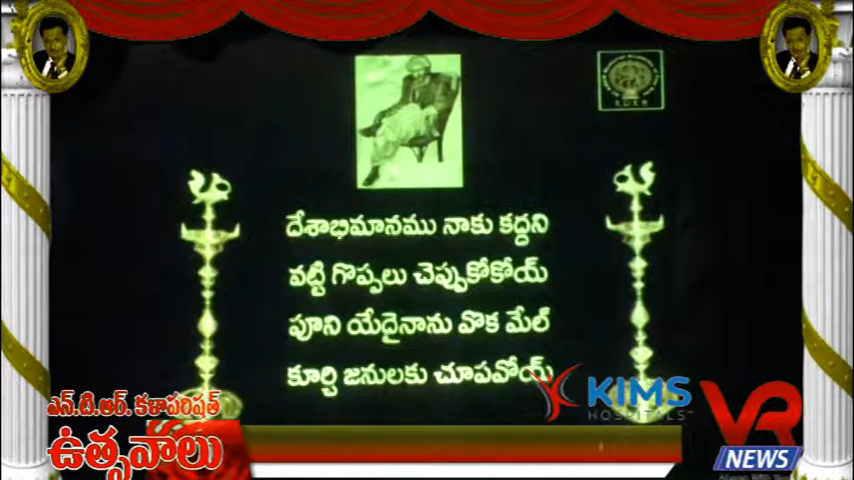 దేశాభిమానము నాకు కద్దని
వట్టి గొప్పలు చెప్పుకోకోయ్
పూని యేదైనాను వొక మేల్
కూర్చి జనులకు చూపవోయ్
ఎన్.టి.ఆర్. కళాపరిషత్
ఉత్సవాలు
KIMS
HOSPITALS
VR
NEWS